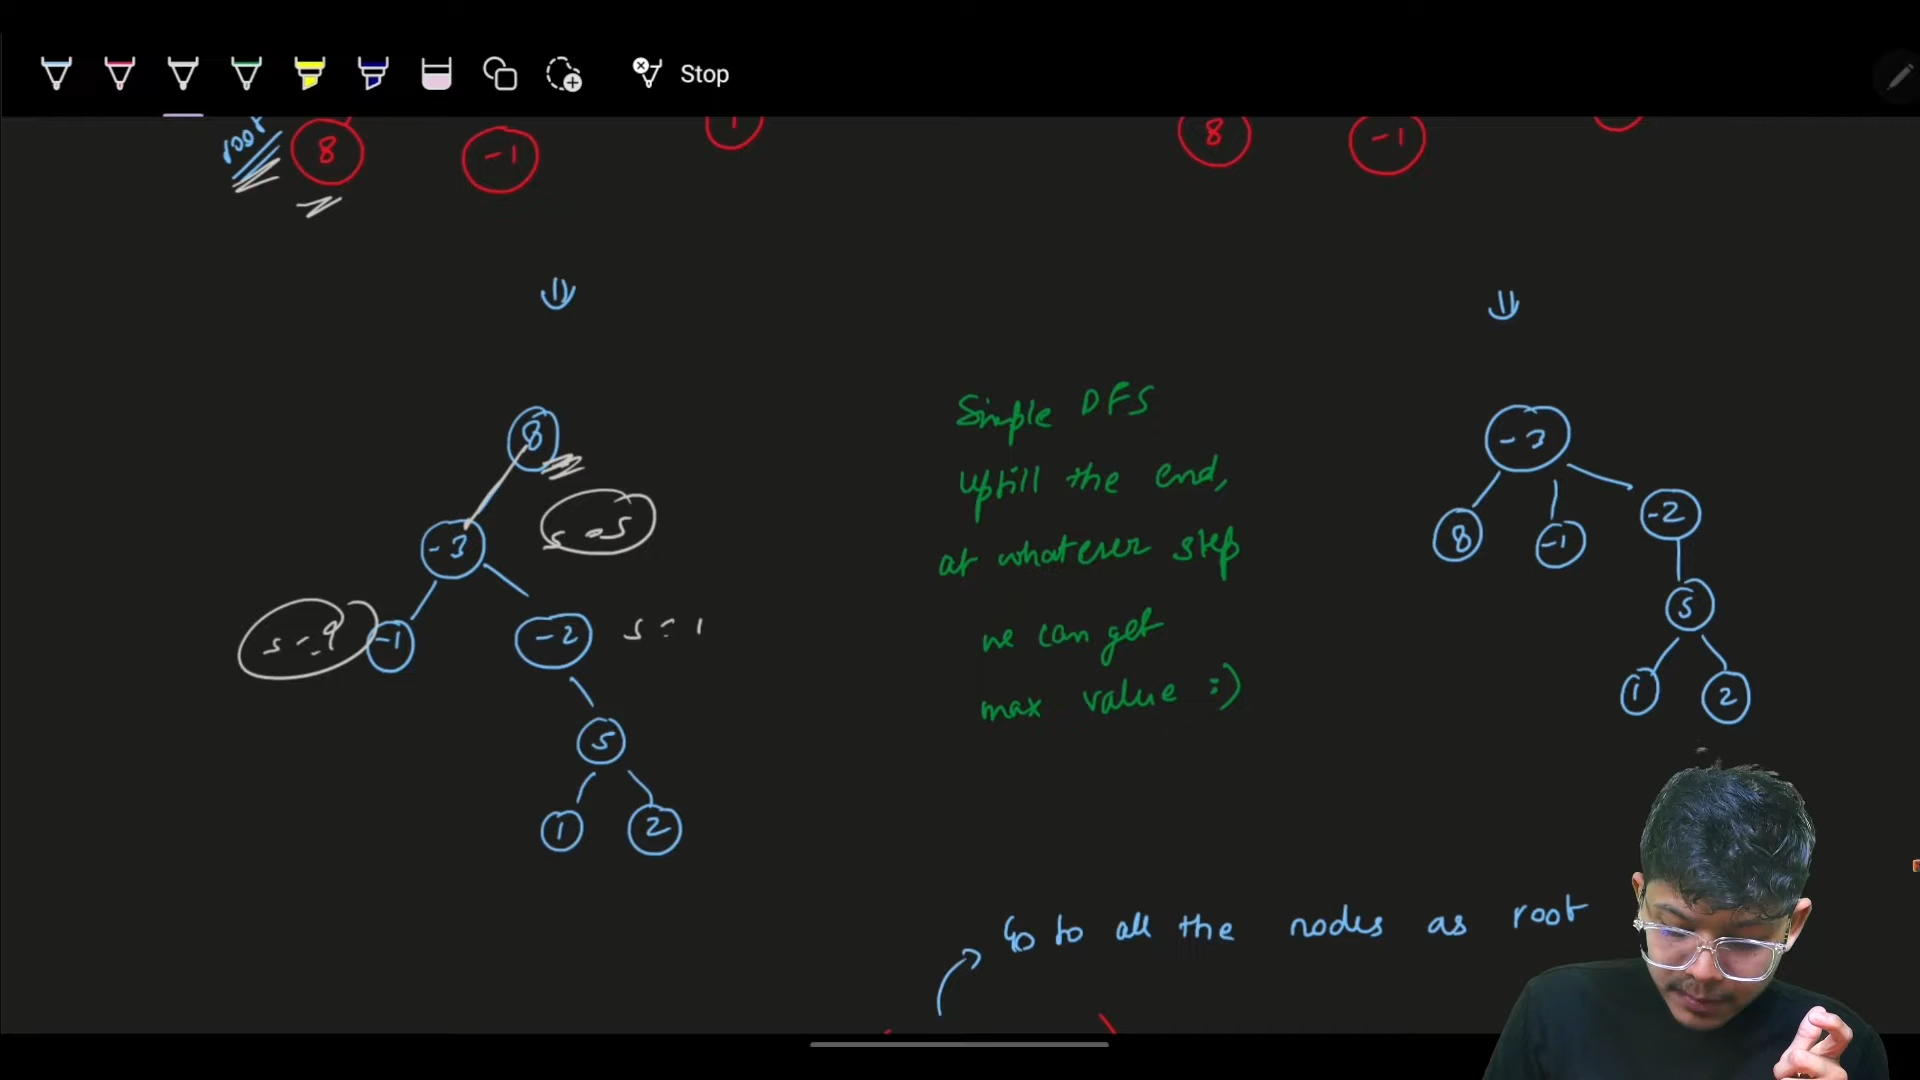 Stop
root
8
-1
1
8
-1
8
-3
-1
-2
s = 1
5
1
2
Simple DFS
uptill the end,
at whatever step
we can get
max value :)
-3
8
-1
-2
5
1
2
Go to all the nodes as root